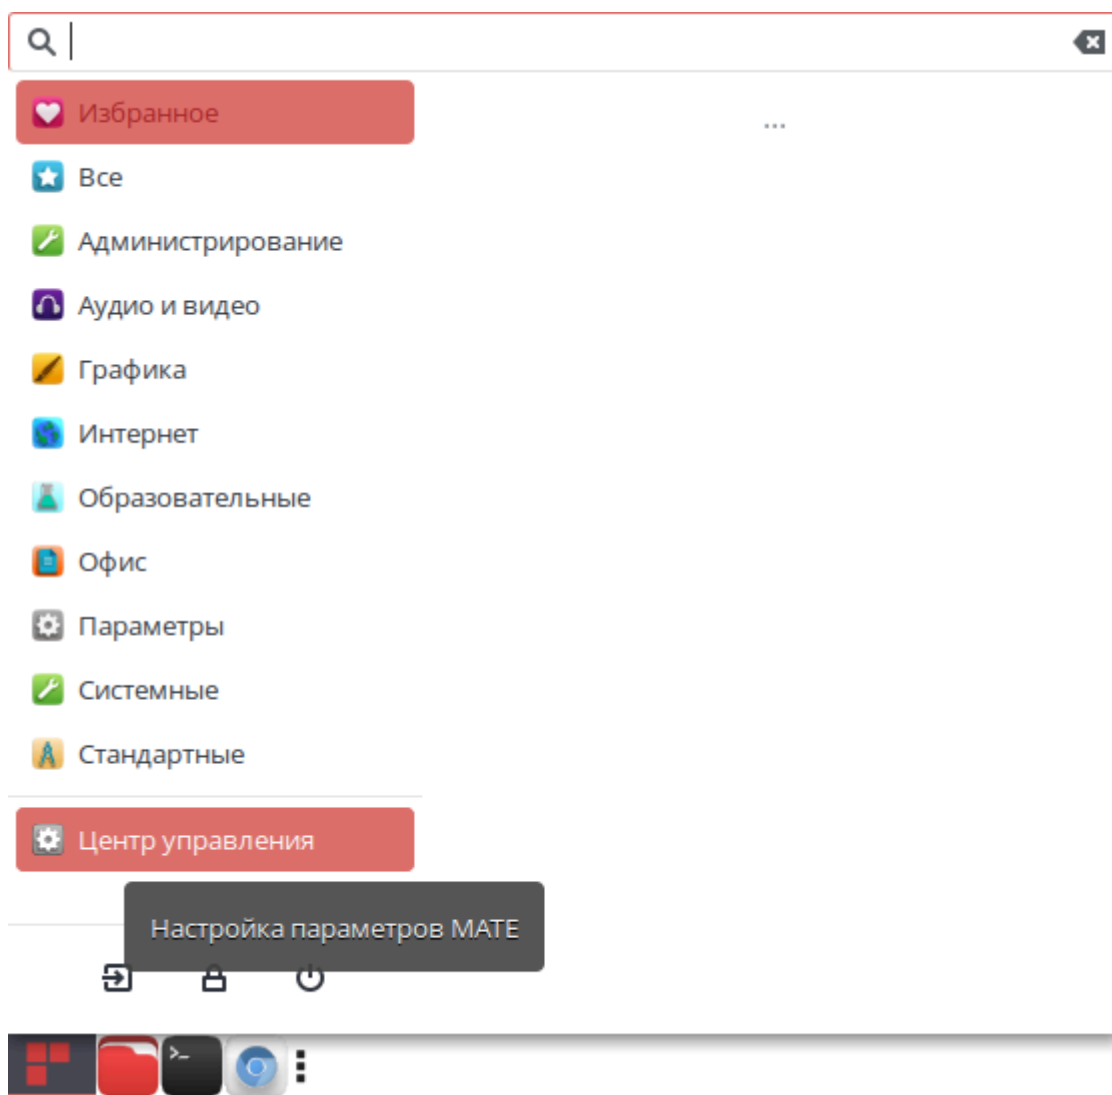 Избранное
...
Все
Администрирование
Аудио и видео
Графика
Интернет
Образовательные
Офис
Параметры
Системные
Стандартные
Центр управления
Настройка параметров MATE
>_